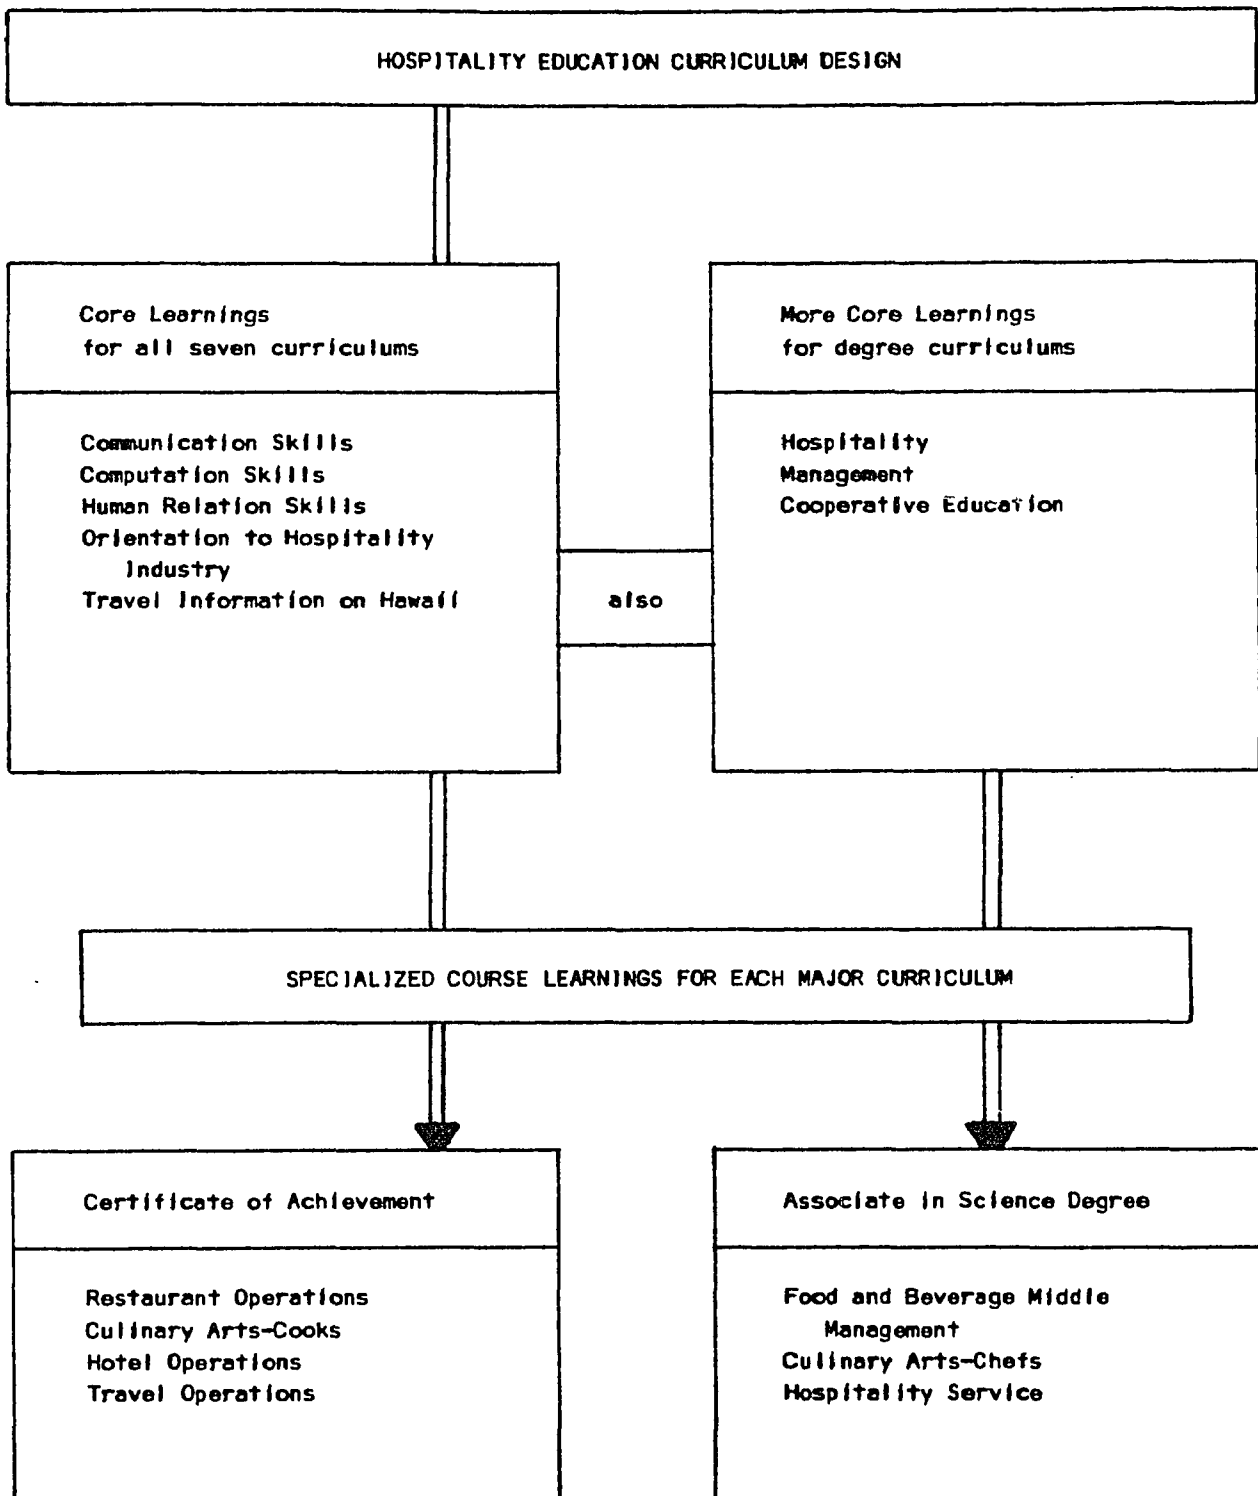 HOSPITALITY EDUCATION CURRICULUM DESIGN
Core Learnings
for all seven curriculums
Communication Skills
Computation Skills
Human Relation Skills
Orientation to Hospitality
Industry
Travel Information on Hawaii
also
More Core Learnings
for degree curriculums
Hospitality
Management
Cooperative Education
SPECIALIZED COURSE LEARNINGS FOR EACH MAJOR CURRICULUM
Certificate of Achievement
Restaurant Operations
Culinary Arts-Cooks
Hotel Operations
Travel Operations
Associate in Science Degree
Food and Beverage Middle
Management
Culinary Arts-Chefs
Hospitality Service